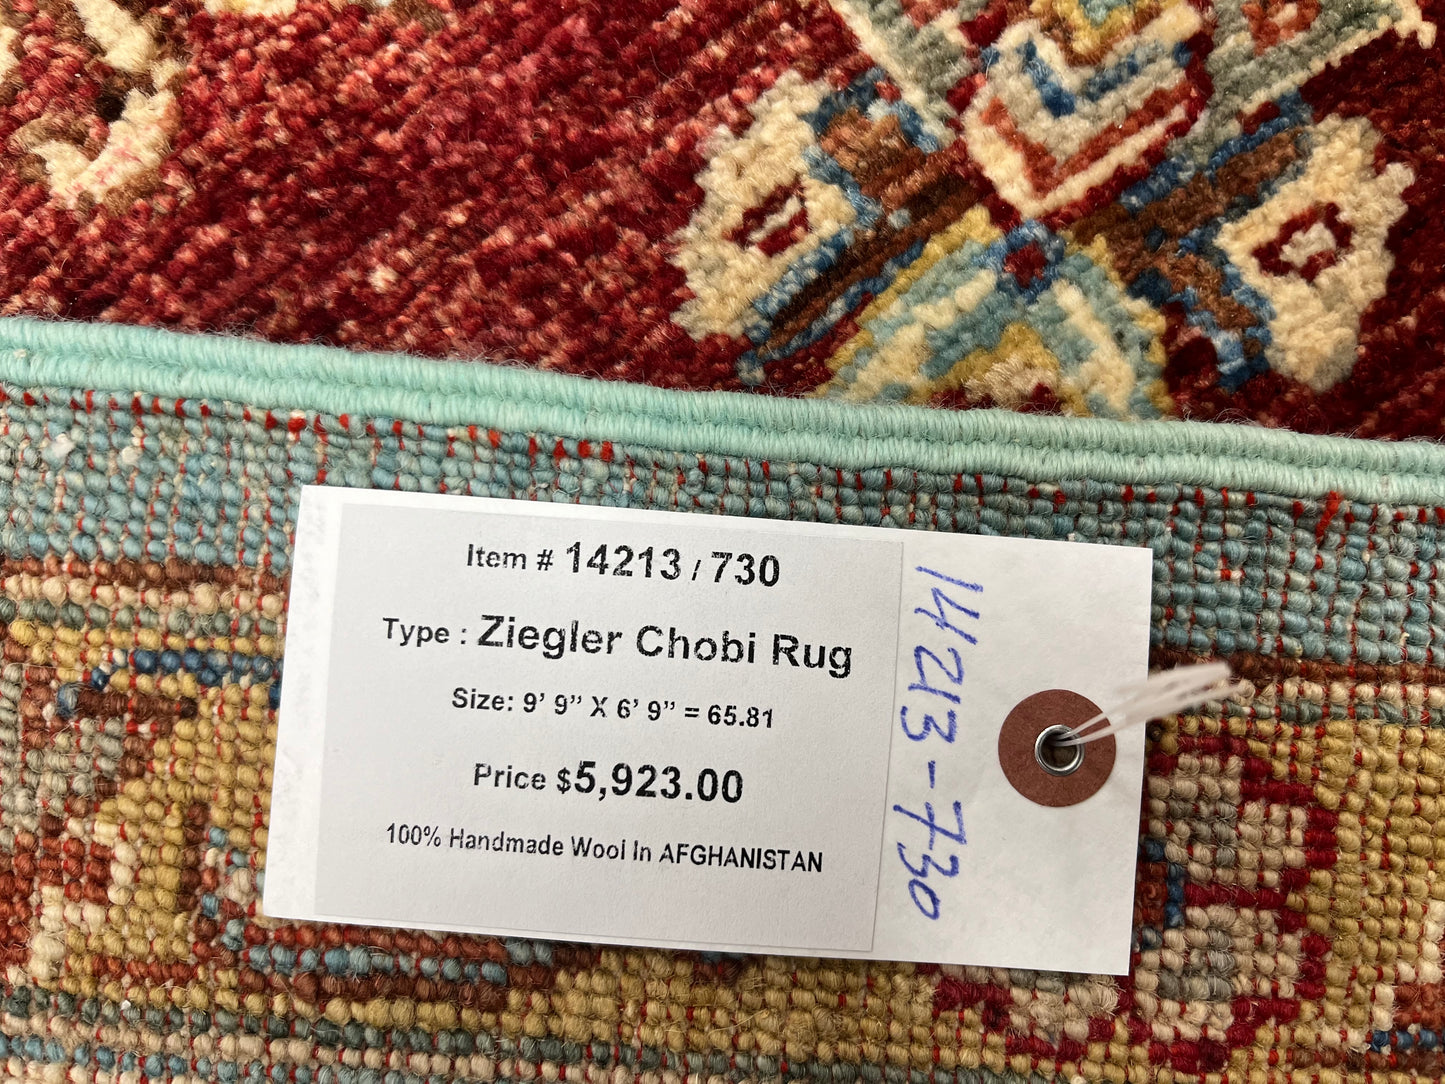 Item # 14213 / 730
Type : Ziegler Chobi Rug
Size: 9’ 9” X 6’ 9” = 65.81
Price $5,923.00
100% Handmade Wool In AFGHANISTAN
14213-730